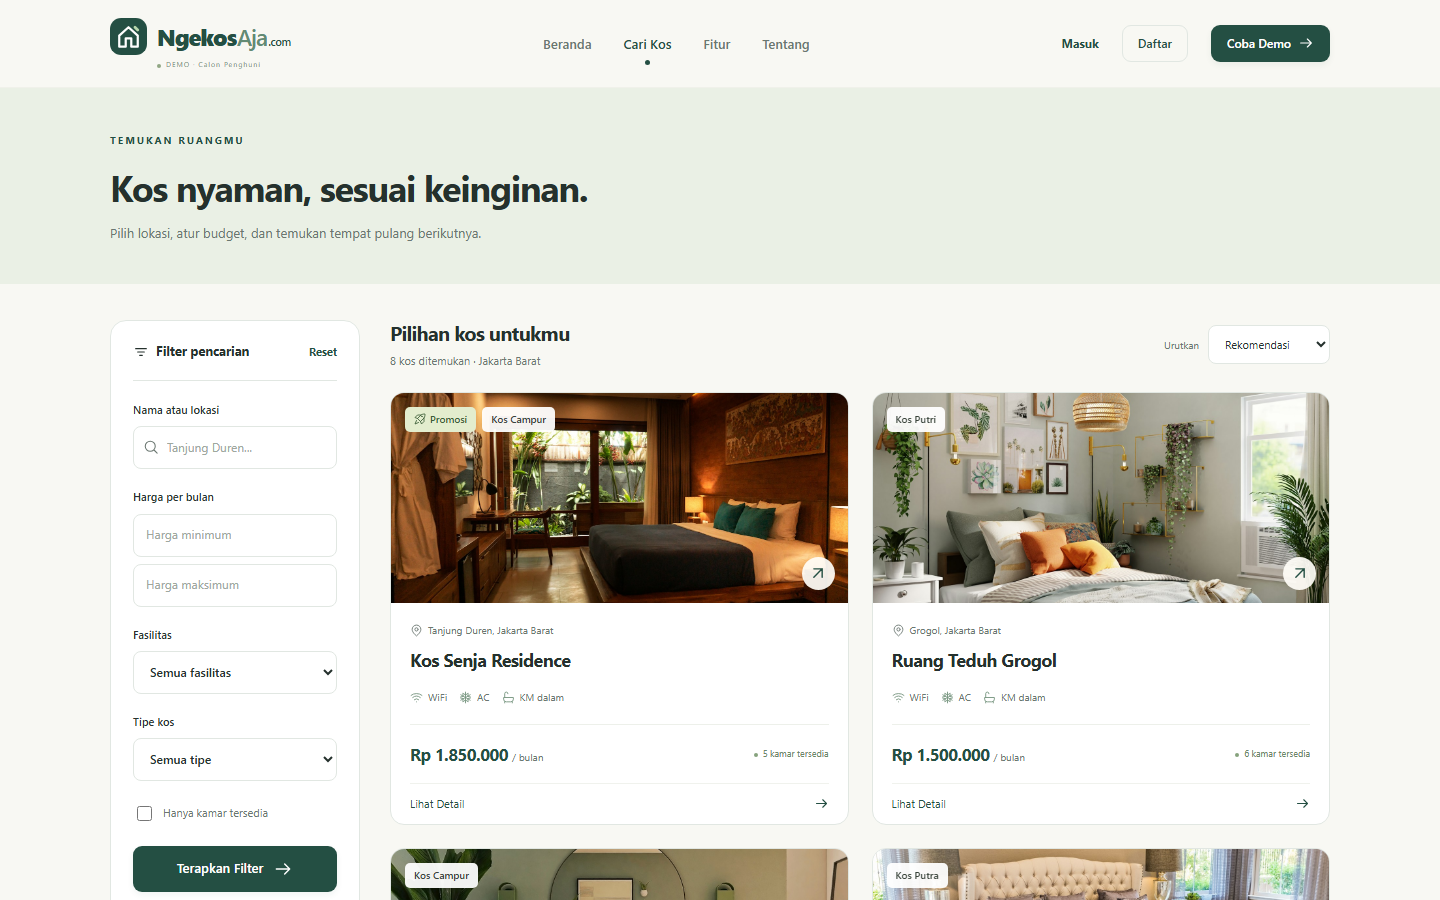 NgekosAja.com
DEMO · Calon Penghuni
Beranda
Cari Kos
Fitur
Tentang
Masuk
Daftar
Coba Demo
TEMUKAN RUANGMU
Kos nyaman, sesuai keinginan.
Pilih lokasi, atur budget, dan temukan tempat pulang berikutnya.
Filter pencarian
Reset
Nama atau lokasi
Tanjung Duren...
Harga per bulan
Harga minimum
Harga maksimum
Fasilitas
Semua fasilitas
Tipe kos
Semua tipe
Hanya kamar tersedia
Terapkan Filter
Pilihan kos untukmu
8 kos ditemukan · Jakarta Barat
Urutkan
Rekomendasi
Promosi
Kos Campur
Tanjung Duren, Jakarta Barat
Kos Senja Residence
WiFi
AC
KM dalam
Rp 1.850.000 / bulan
5 kamar tersedia
Lihat Detail
Kos Putri
Grogol, Jakarta Barat
Ruang Teduh Grogol
WiFi
AC
KM dalam
Rp 1.500.000 / bulan
6 kamar tersedia
Lihat Detail
Kos Campur
Kos Putra